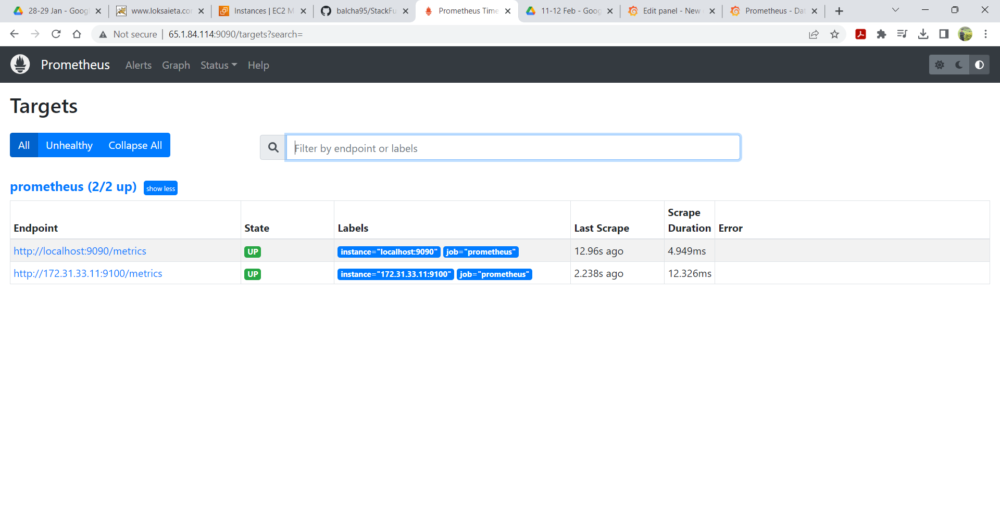 28-29 Jan - Goog
www.loksaieta.co
Instances | EC2 M
balcha95/StackFu
Prometheus Time
11-12 Feb - Goog
Edit panel - New
Prometheus - Dat
Not secure | 65.1.84.114:9090/targets?search=
Prometheus Alerts Graph Status Help
Targets
All Unhealthy Collapse All
Filter by endpoint or labels
prometheus (2/2 up) show less
Endpoint State Labels Last Scrape Scrape Duration Error
http://localhost:9090/metrics UP instance="localhost:9090" job="prometheus" 12.96s ago 4.949ms
http://172.31.33.11:9100/metrics UP instance="172.31.33.11:9100" job="prometheus" 2.238s ago 12.326ms